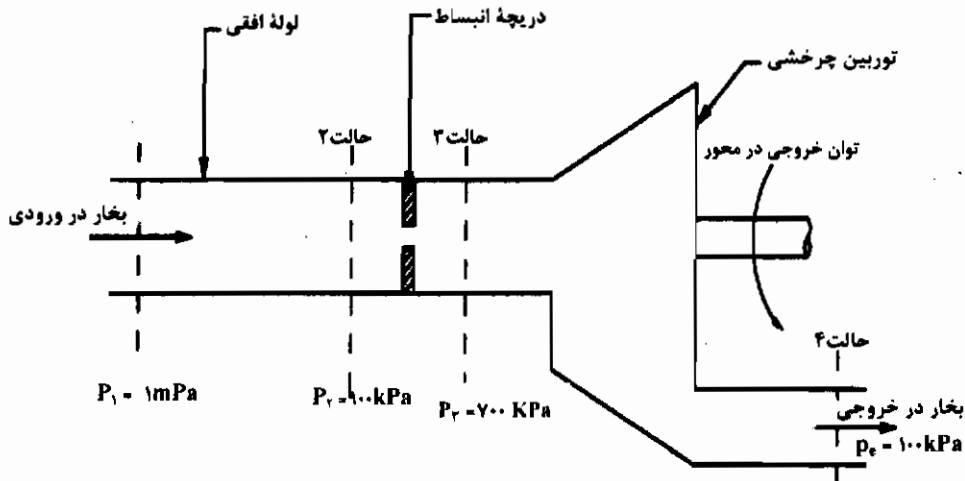 لولهٔ افقی
دریچهٔ انبساط
توربین چرخشی
حالت۲
حالت۳
توان خروجی در محور
بخار در ورودی
حالت۴
P۱ = ۱mPa
P۲ = ۹۰۰kPa
P۳ = ۷۰۰ KPa
بخار در خروجی
pe = ۱۰۰kPa